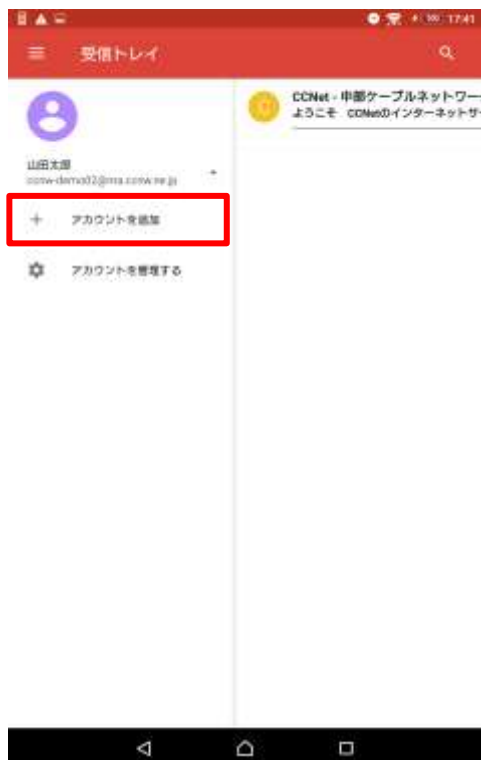 17:41
受信トレイ
CCNet - 中部ケーブルネットワー
ようこそ CCNetのインターネットサ
山田太郎
アカウントを追加
アカウントを管理する